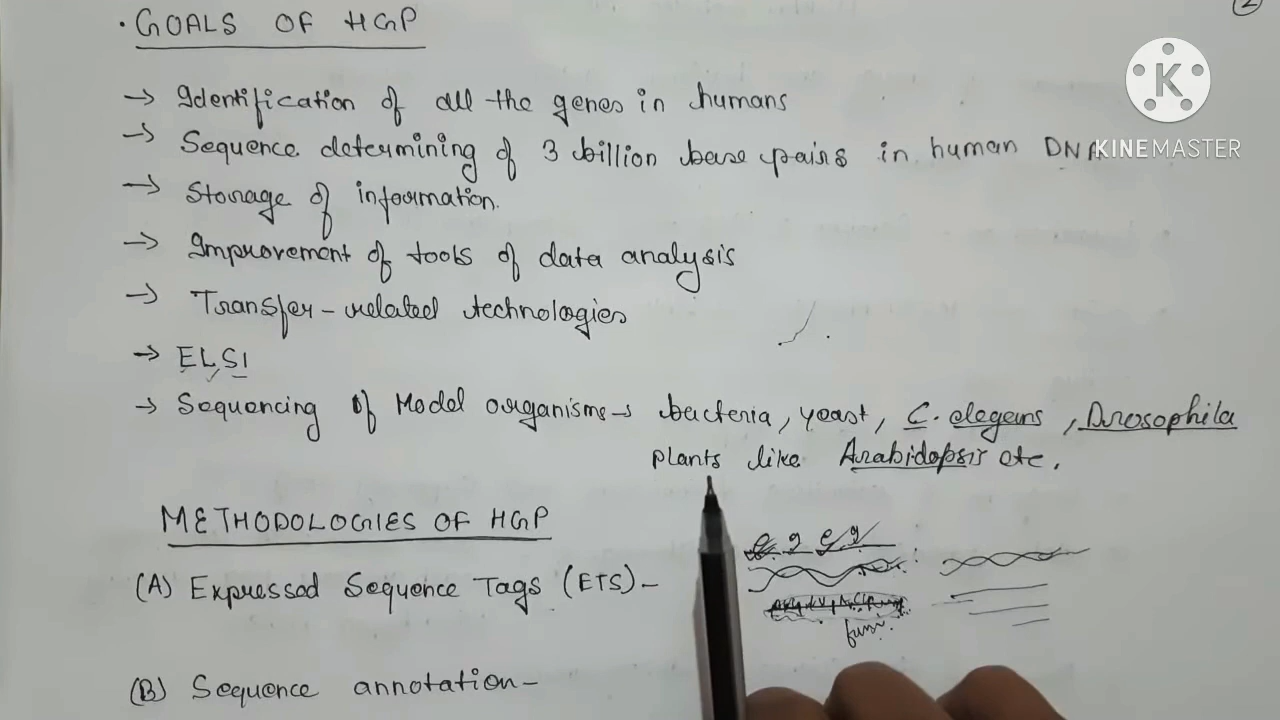 2
· GOALS OF HGP
K
KINEMASTER
→ Identification of all the genes in humans
→ Sequence determining of 3 billion base pairs in human DNA
→ Storage of information.
→ Improvement of tools of data analysis
→ Transfer-related technologies
→ ELSI
→ Sequencing of Model organisms → bacteria, yeast, C. elegans, Drosophila
plants like Arabidopsis etc.
METHODOLOGIES OF HGP
(A) Expressed Sequence Tags (ETS) –
(B) Sequence annotation –